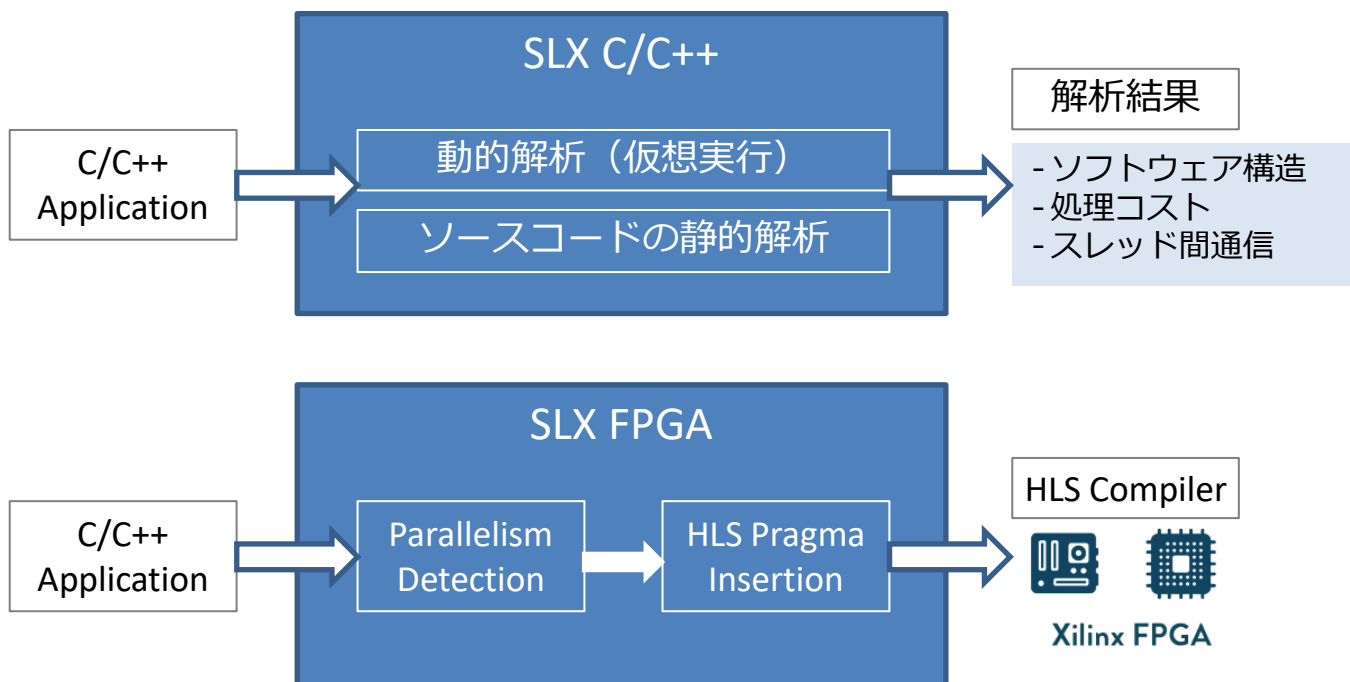 SLX C/C++
C/C++
Application
動的解析（仮想実行）
ソースコードの静的解析
解析結果
- ソフトウェア構造
- 処理コスト
- スレッド間通信
SLX FPGA
C/C++
Application
Parallelism
Detection
HLS Pragma
Insertion
HLS Compiler
Xilinx FPGA